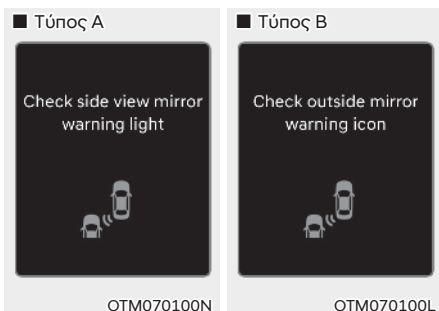 ■ Τύπος A
Check side view mirror
warning light
OTM070100N
■ Τύπος B
Check outside mirror
warning icon
OTM070100L